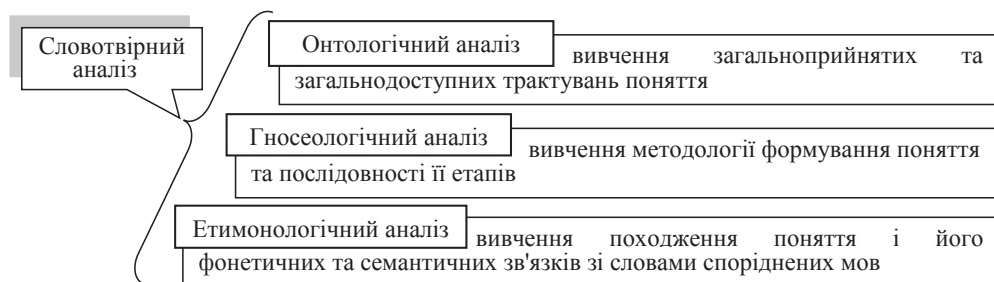 Словотвірний
аналіз
Онтологічний аналіз
вивчення загальноприйнятих та
загальнодоступних трактувань поняття
Гносеологічний аналіз
вивчення методології формування поняття
та послідовності її етапів
Етимонологічний аналіз
вивчення походження поняття і його
фонетичних та семантичних зв'язків зі словами споріднених мов